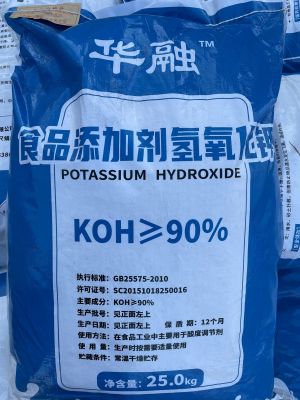 华融™
食品添加剂氢氧化钾
POTASSIUM HYDROXIDE
KOH≥90%
执行标准：GB25575-2010
许可证号：SC20151018250016
主要成分：KOH≥90%
生产批号：见正面左上
生产日期：见正面左上 保 质 期：12个月
使用方法：在食品工业中主要用于酸度调节剂
使 用 量：生产时按需要适量使用
贮藏条件：常温干燥贮存
净含量：25.0kg